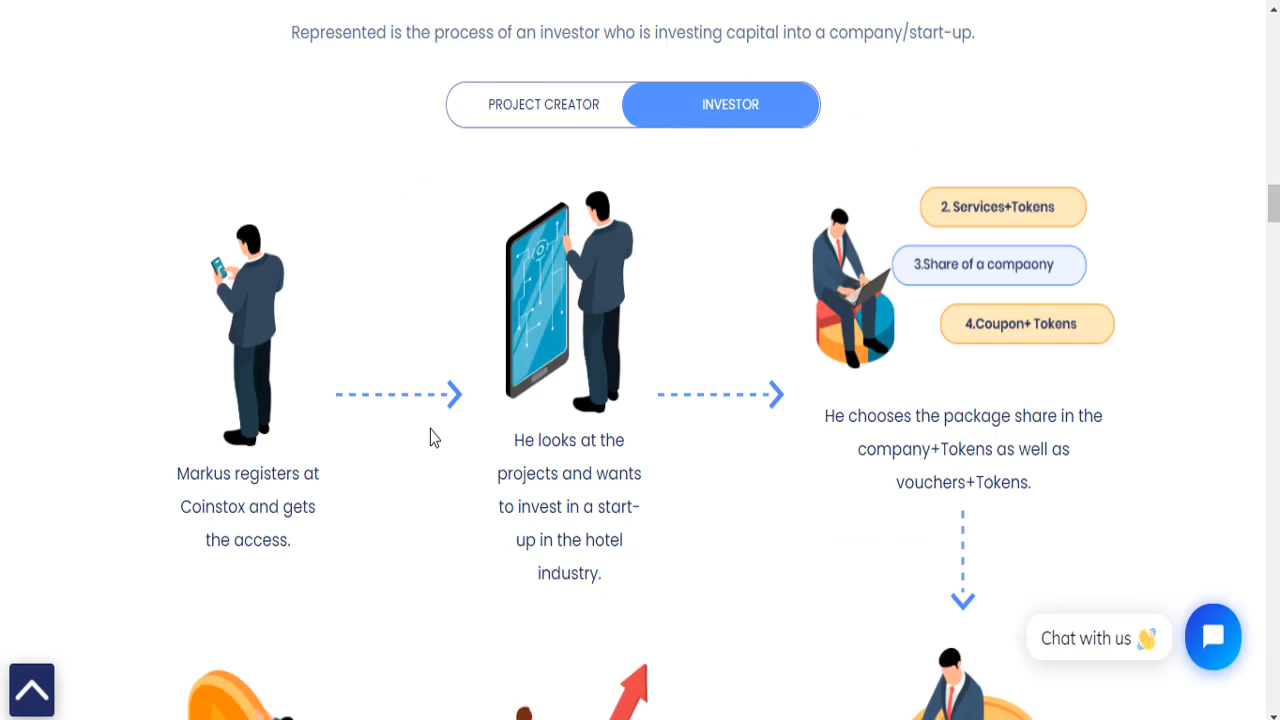 Represented is the process of an investor who is investing capital into a company/start-up.
PROJECT CREATOR
INVESTOR
2. Services+Tokens
3.Share of a compaony
4.Coupon+ Tokens
Markus registers at
Coinstox and gets
the access.
He looks at the
projects and wants
to invest in a start-
up in the hotel
industry.
He chooses the package share in the
company+Tokens as well as
vouchers+Tokens.
Chat with us 👋